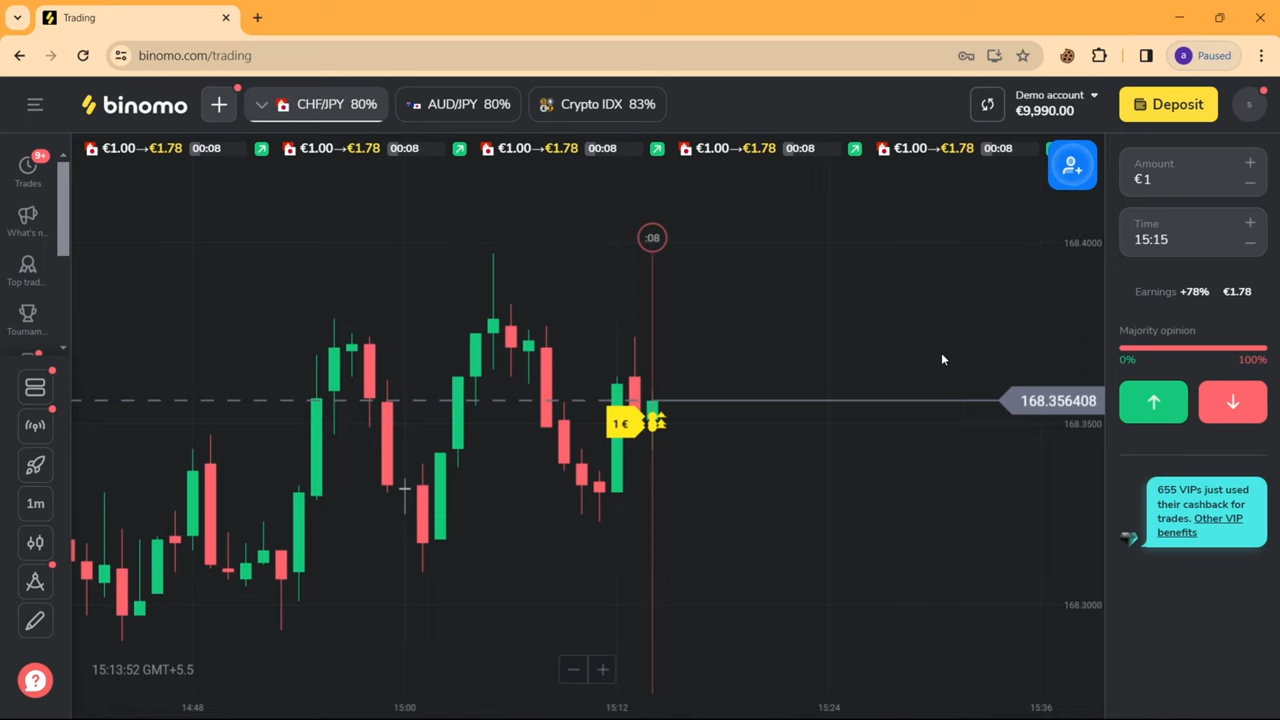 Trading
binomo.com/trading
a Paused
binomo
CHF/JPY 80%
AUD/JPY 80%
Crypto IDX 83%
Demo account
€9,990.00
Deposit
s
€1.00→€1.78 00:08
€1.00→€1.78 00:08
€1.00→€1.78 00:08
€1.00→€1.78 00:08
€1.00→€1.78 00:08
9+
Trades
What's n...
Top trad...
Tournam...
1m
:08
168.4000
168.356408
1 €
168.3500
168.3000
15:13:52 GMT+5.5
14:48
15:00
15:12
15:24
15:36
Amount
€1
Time
15:15
Earnings +78% €1.78
Majority opinion
0% 100%
655 VIPs just used
their cashback for
trades. Other VIP
benefits